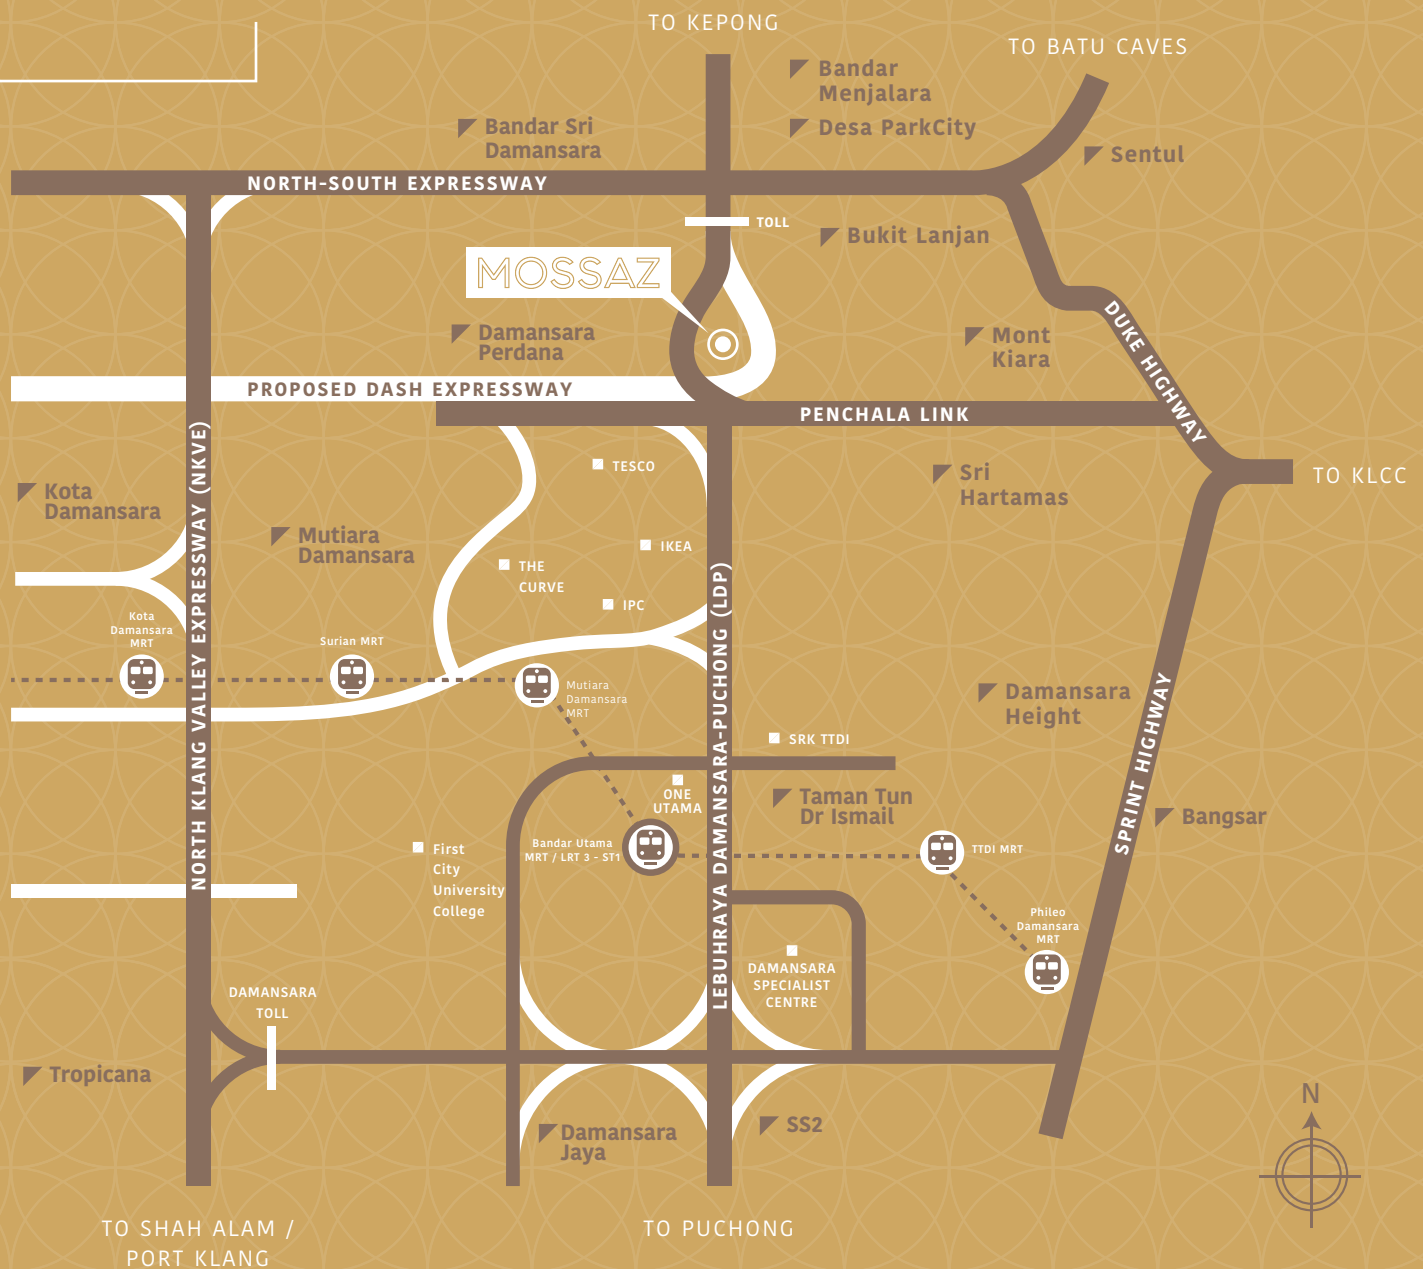 TO KEPONG
TO BATU CAVES
Bandar
Menjalara
Desa ParkCity
Bandar Sri
Damansara
Sentul
NORTH-SOUTH EXPRESSWAY
TOLL
Bukit Lanjan
MOSSAZ
Damansara
Perdana
Mont
Kiara
DUKE HIGHWAY
PROPOSED DASH EXPRESSWAY
PENCHALA LINK
TESCO
Sri
Hartamas
TO KLCC
Kota
Damansara
NORTH KLANG VALLEY EXPRESSWAY (NKVE)
Mutiara
Damansara
IKEA
THE
CURVE
IPC
LEBUHRAYA DAMANSARA-PUCHONG (LDP)
Kota
Damansara
MRT
Surian MRT
Mutiara
Damansara
MRT
Damansara
Height
SPRINT HIGHWAY
SRK TTDI
ONE
UTAMA
Taman Tun
Dr Ismail
Bangsar
First
City
University
College
Bandar Utama
MRT / LRT 3 - ST1
TTDI MRT
Phileo
Damansara
MRT
DAMANSARA
SPECIALIST
CENTRE
DAMANSARA
TOLL
Tropicana
Damansara
Jaya
SS2
N
TO SHAH ALAM /
PORT KLANG
TO PUCHONG